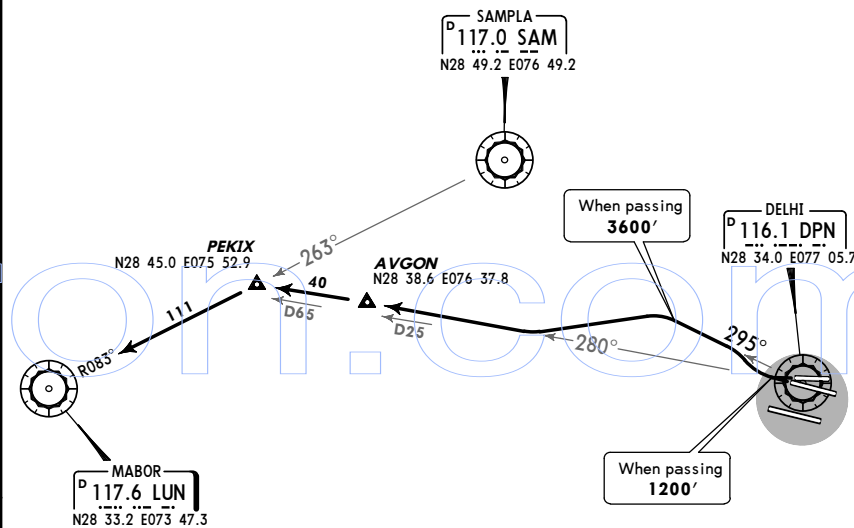 SAMPLA
D 117.0 SAM
N28 49.2 E076 49.2
When passing
3600'
DELHI
D 116.1 DPN
N28 34.0 E077 05.7
263°
PEKIX
N28 45.0 E075 52.9
AVGON
N28 38.6 E076 37.8
40
D65
D25
111
280°
295°
R083°
on.com
When passing
1200'
MABOR
D 117.6 LUN
N28 33.2 E073 47.3